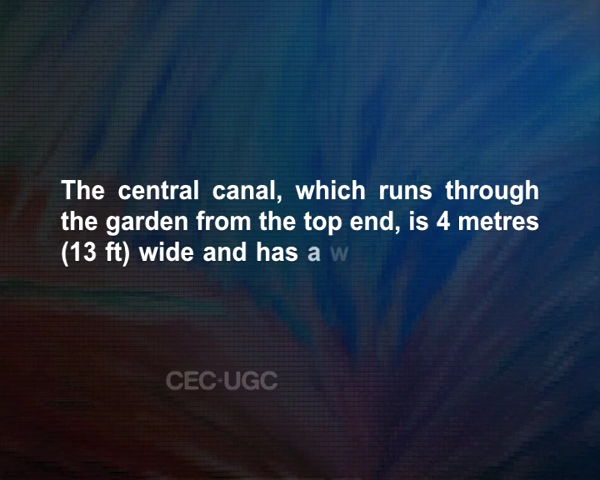 The central canal, which runs through
the garden from the top end, is 4 metres
(13 ft) wide and has a w
CEC-UGC